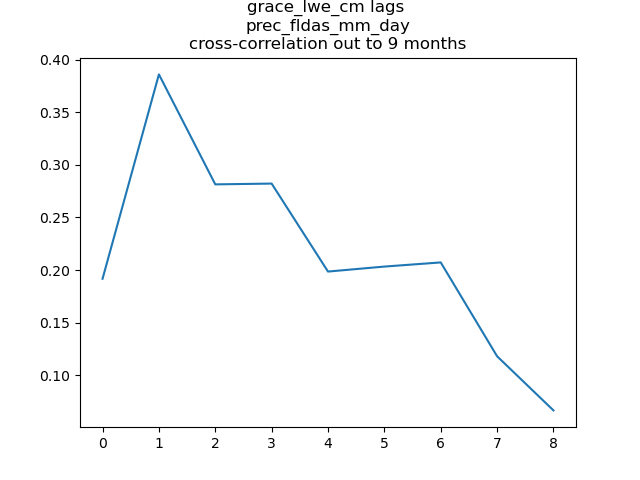 grace_lwe_cm lags
prec_fldas_mm_day
cross-correlation out to 9 months
0.40
0.35
0.30
0.25
0.20
0.15
0.10
0 1 2 3 4 5 6 7 8